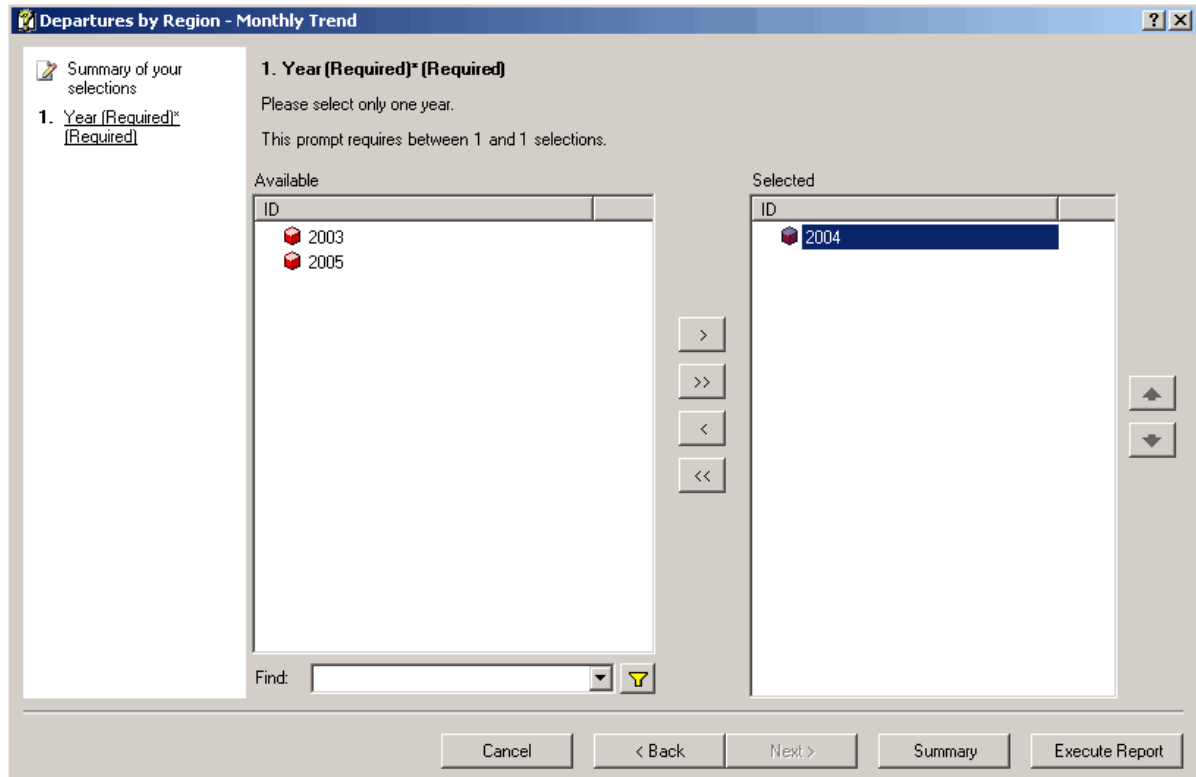 Departures by Region - Monthly Trend
? X
Summary of your
selections
1. Year (Required)*
(Required)
1. Year (Required)* (Required)
Please select only one year.
This prompt requires between 1 and 1 selections.
Available
ID
2003
2005
>
>>
<
<<
Selected
ID
2004
Find:
Cancel
< Back
Next >
Summary
Execute Report